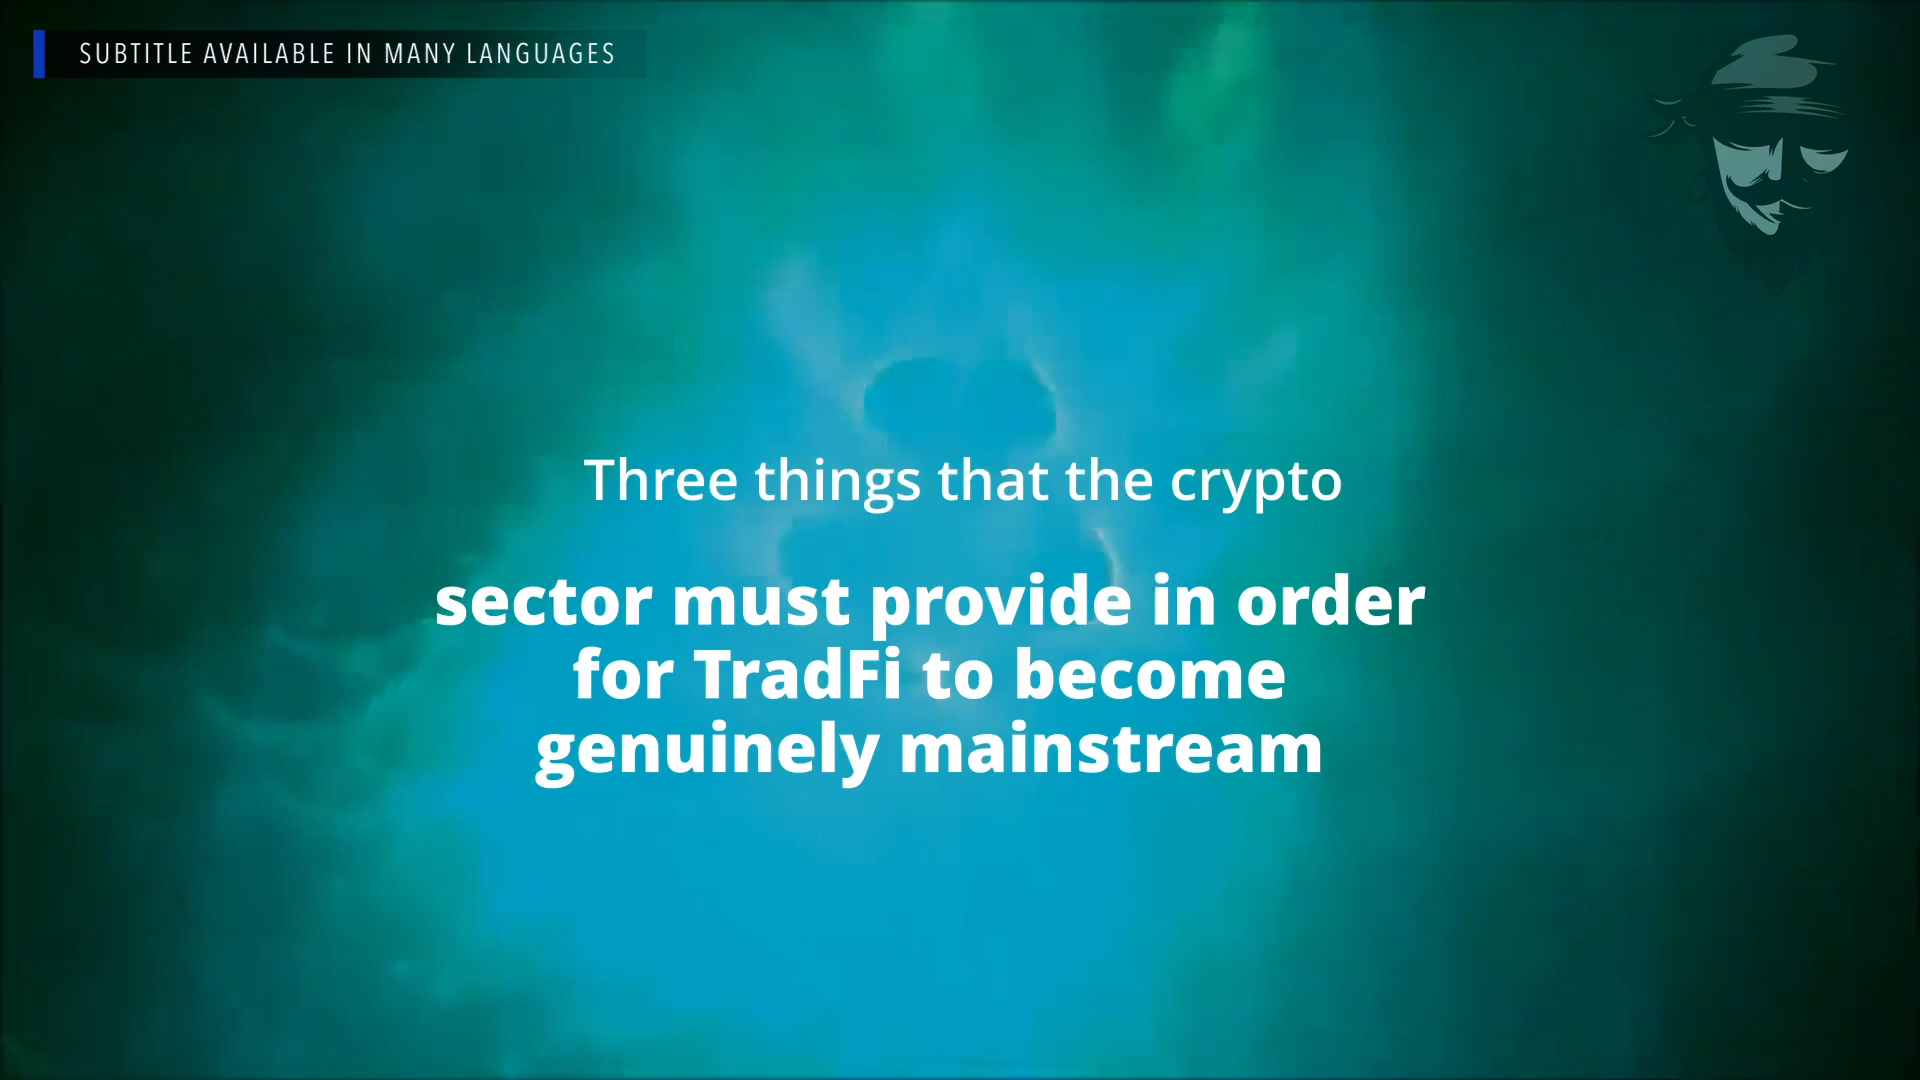 SUBTITLE AVAILABLE IN MANY LANGUAGES
Three things that the crypto
sector must provide in order
for TradFi to become
genuinely mainstream